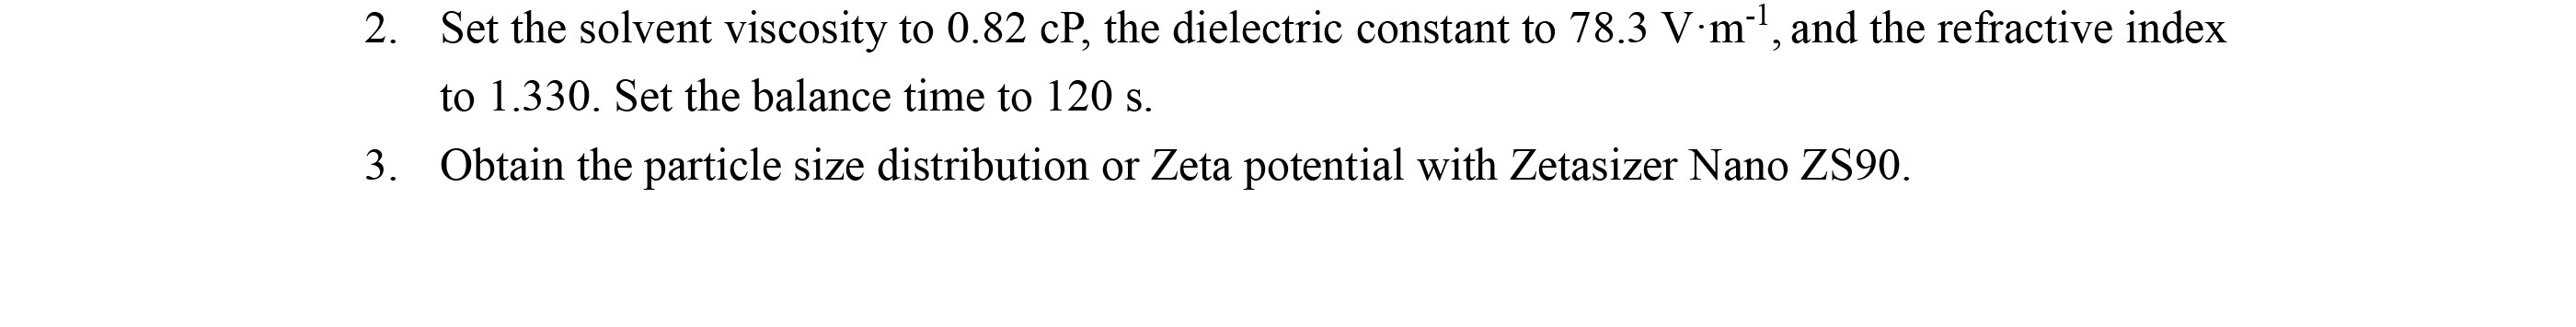 2. Set the solvent viscosity to 0.82 cP, the dielectric constant to 78.3 V·m⁻¹, and the refractive index
to 1.330. Set the balance time to 120 s.
3. Obtain the particle size distribution or Zeta potential with Zetasizer Nano ZS90.